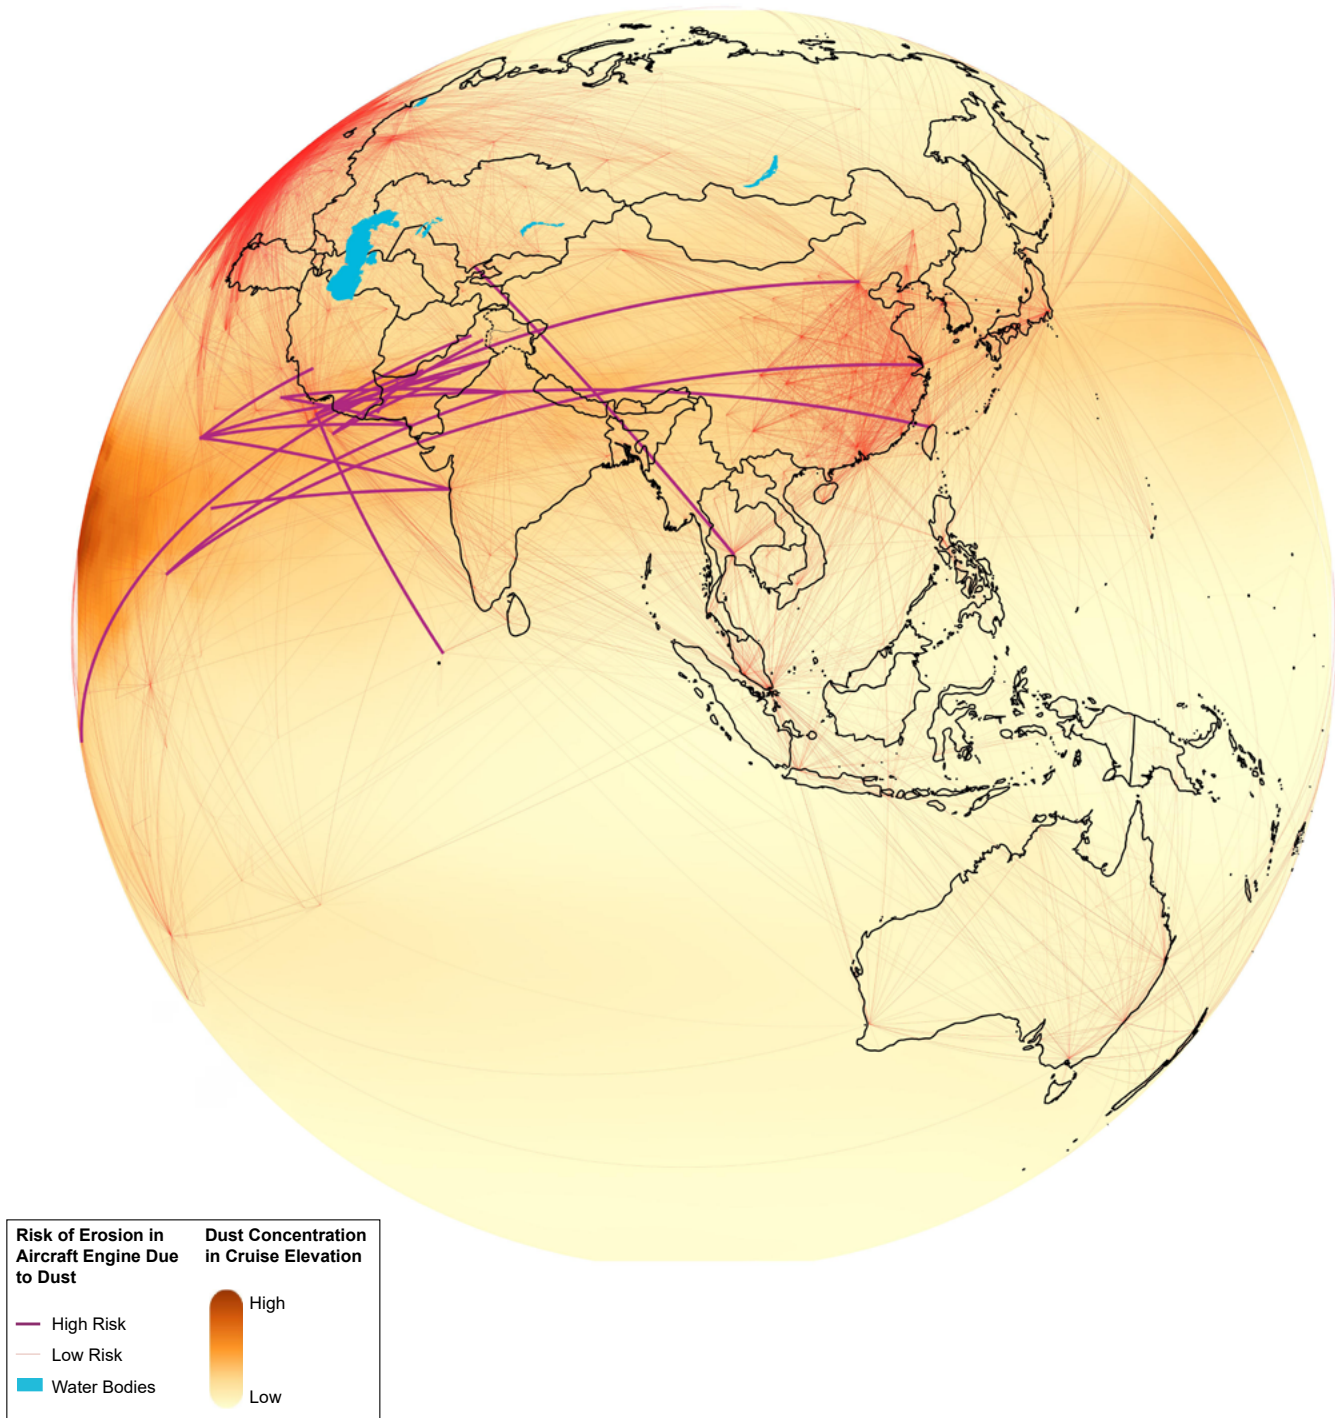 Risk of Erosion in
Aircraft Engine Due
to Dust
High Risk
Low Risk
Water Bodies
Dust Concentration
in Cruise Elevation
High
Low